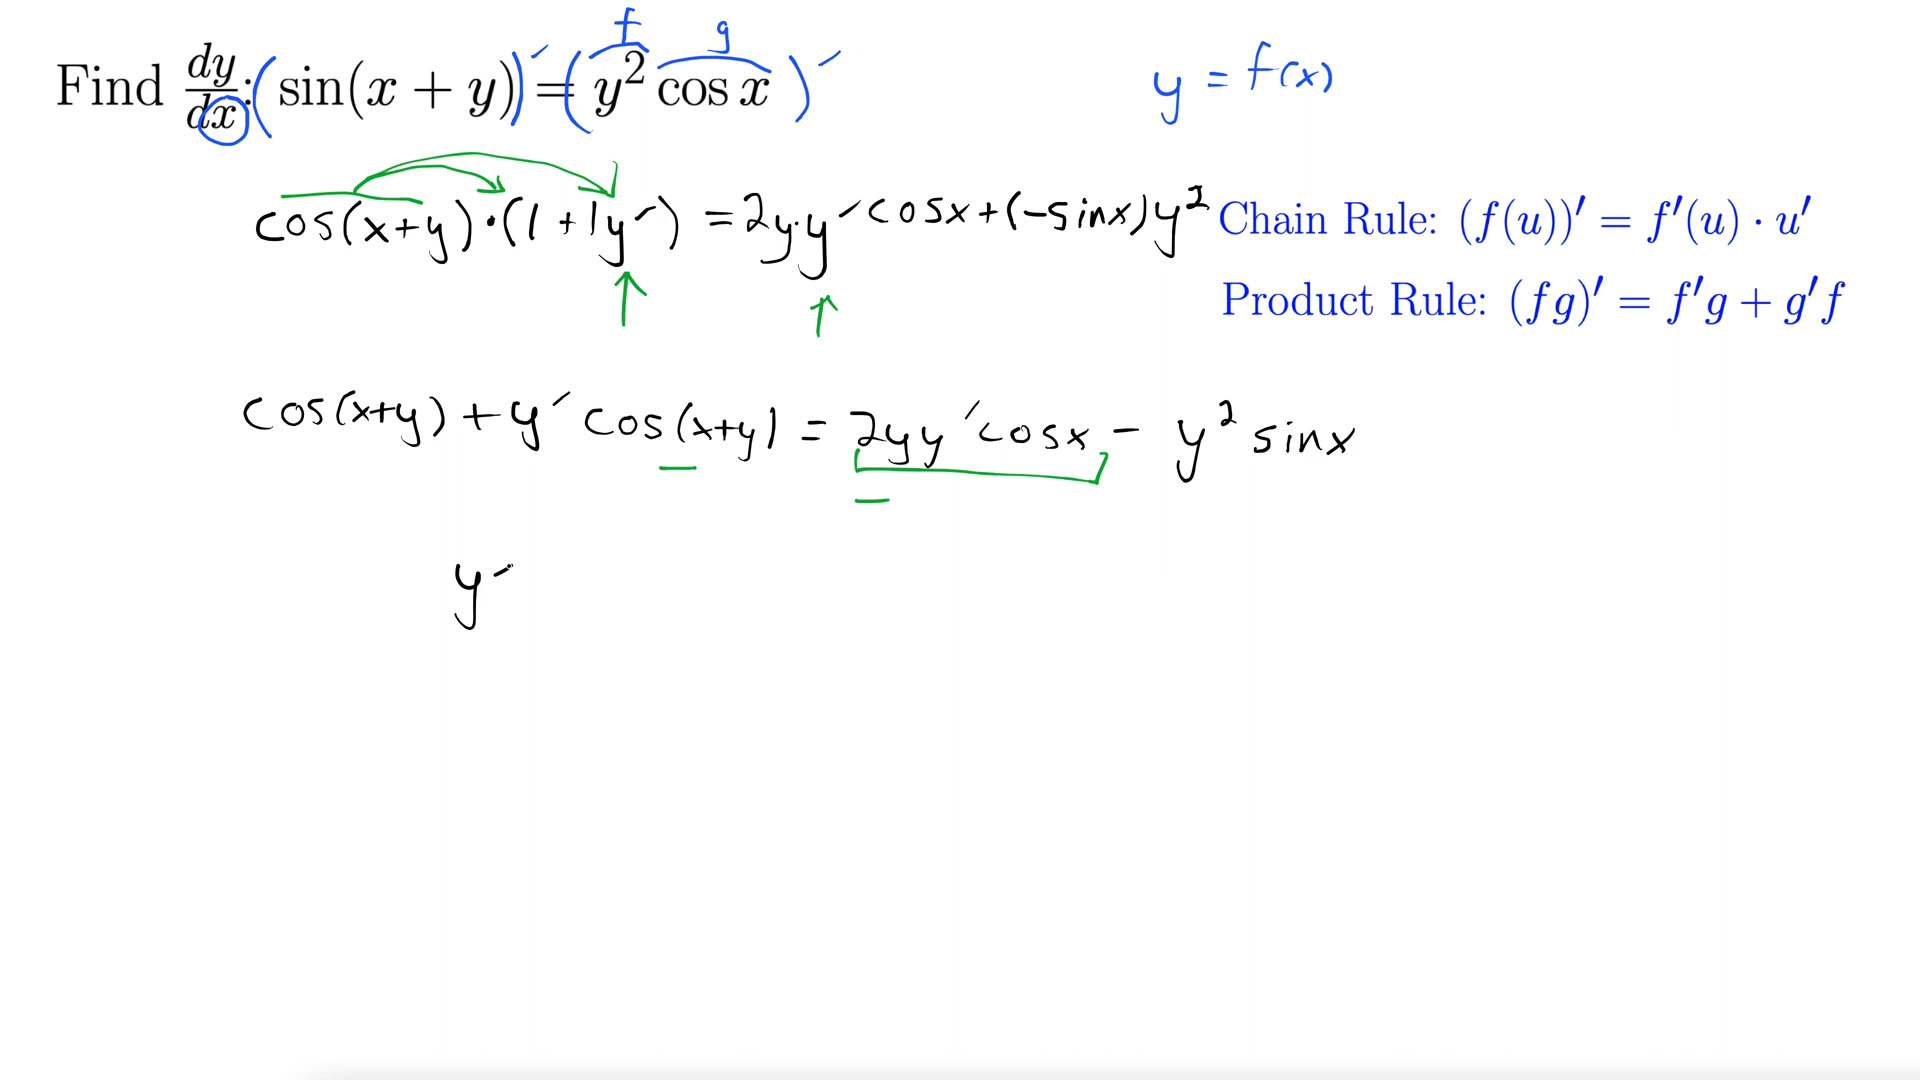 f g
Find dy/dx: (sin(x + y))′ = (y² cos x)′ y = f(x)
cos(x+y)·(1+1y′) = 2y·y′cosx+(-sinx)y² Chain Rule: (f(u))′ = f′(u) · u′
Product Rule: (fg)′ = f′g + g′f
cos(x+y) + y′ cos(x+y) = 2yy′cosx - y² sinx
y′